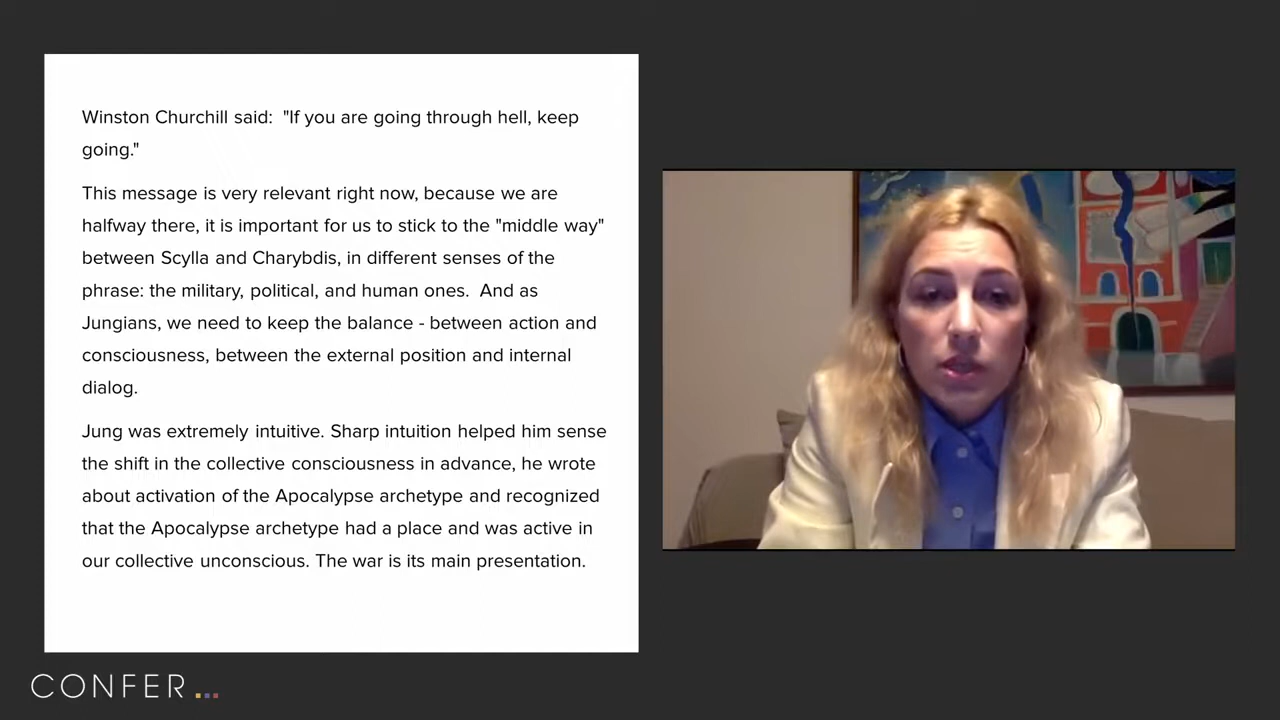 Winston Churchill said:  "If you are going through hell, keep
going."
This message is very relevant right now, because we are
halfway there, it is important for us to stick to the "middle way"
between Scylla and Charybdis, in different senses of the
phrase: the military, political, and human ones.  And as
Jungians, we need to keep the balance - between action and
consciousness, between the external position and internal
dialog.
Jung was extremely intuitive. Sharp intuition helped him sense
the shift in the collective consciousness in advance, he wrote
about activation of the Apocalypse archetype and recognized
that the Apocalypse archetype had a place and was active in
our collective unconscious. The war is its main presentation.
CONFER...